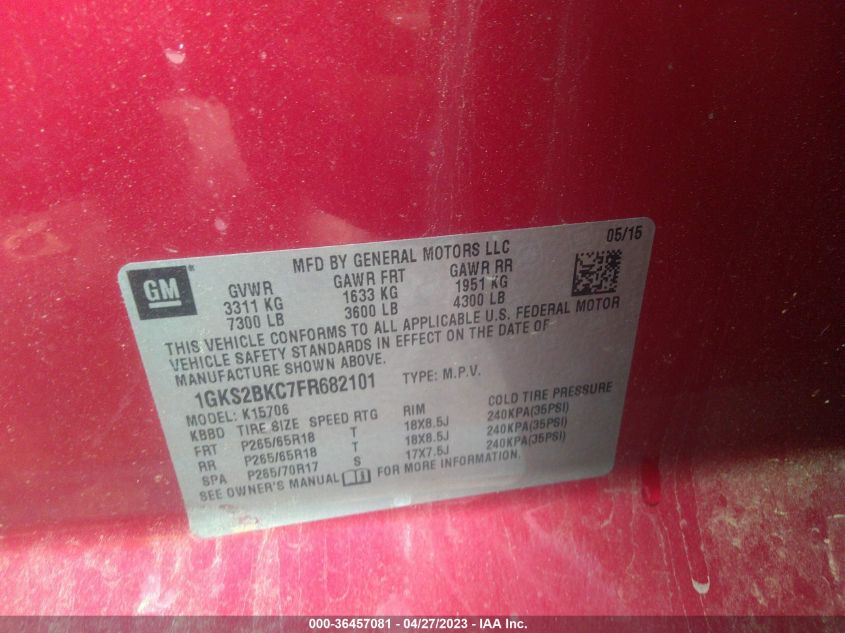 MFD BY GENERAL MOTORS LLC 05/15
GM
GVWR GAWR FRT GAWR RR
3311 KG 1633 KG 1951 KG
7300 LB 3600 LB 4300 LB
THIS VEHICLE CONFORMS TO ALL APPLICABLE U.S. FEDERAL MOTOR
VEHICLE SAFETY STANDARDS IN EFFECT ON THE DATE OF
MANUFACTURE SHOWN ABOVE.
1GKS2BKC7FR682101 TYPE: M.P.V.
MODEL: K15706
KBBD TIRE SIZE SPEED RTG RIM COLD TIRE PRESSURE
FRT P265/65R18 T 18X8.5J 240KPA(35PSI)
RR P265/65R18 T 18X8.5J 240KPA(35PSI)
SPA P265/70R17 S 17X7.5J 240KPA(35PSI)
SEE OWNER'S MANUAL FOR MORE INFORMATION.
000-36457081 - 04/27/2023 - IAA Inc.